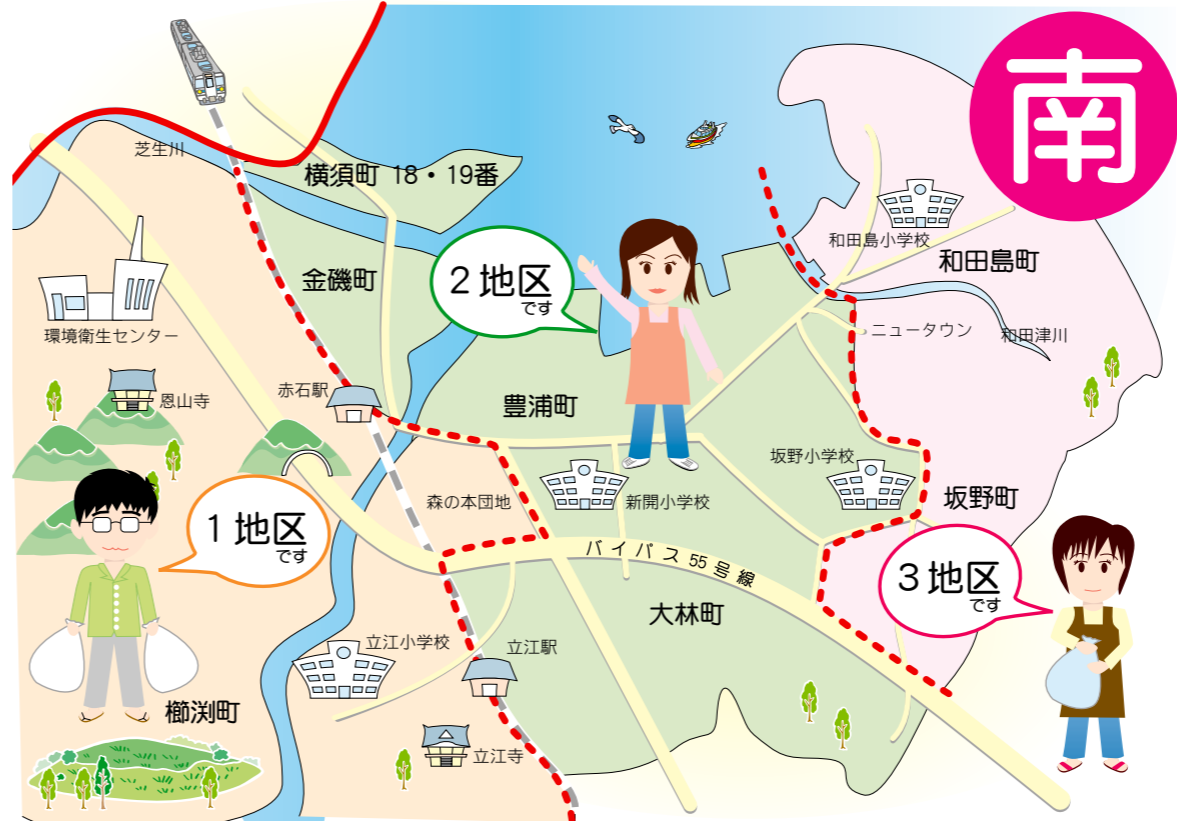 南
芝生川
横須町 18・19番
和田島小学校
和田島町
金磯町
2地区
です
環境衛生センター
ニュータウン
和田津川
赤石駅
恩山寺
豊浦町
坂野小学校
森の本団地
新開小学校
坂野町
1地区
です
バイパス55号線
3地区
です
大林町
立江小学校
立江駅
櫛渕町
立江寺